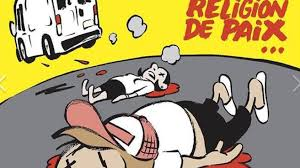 RELIGION
DE PAIX
...